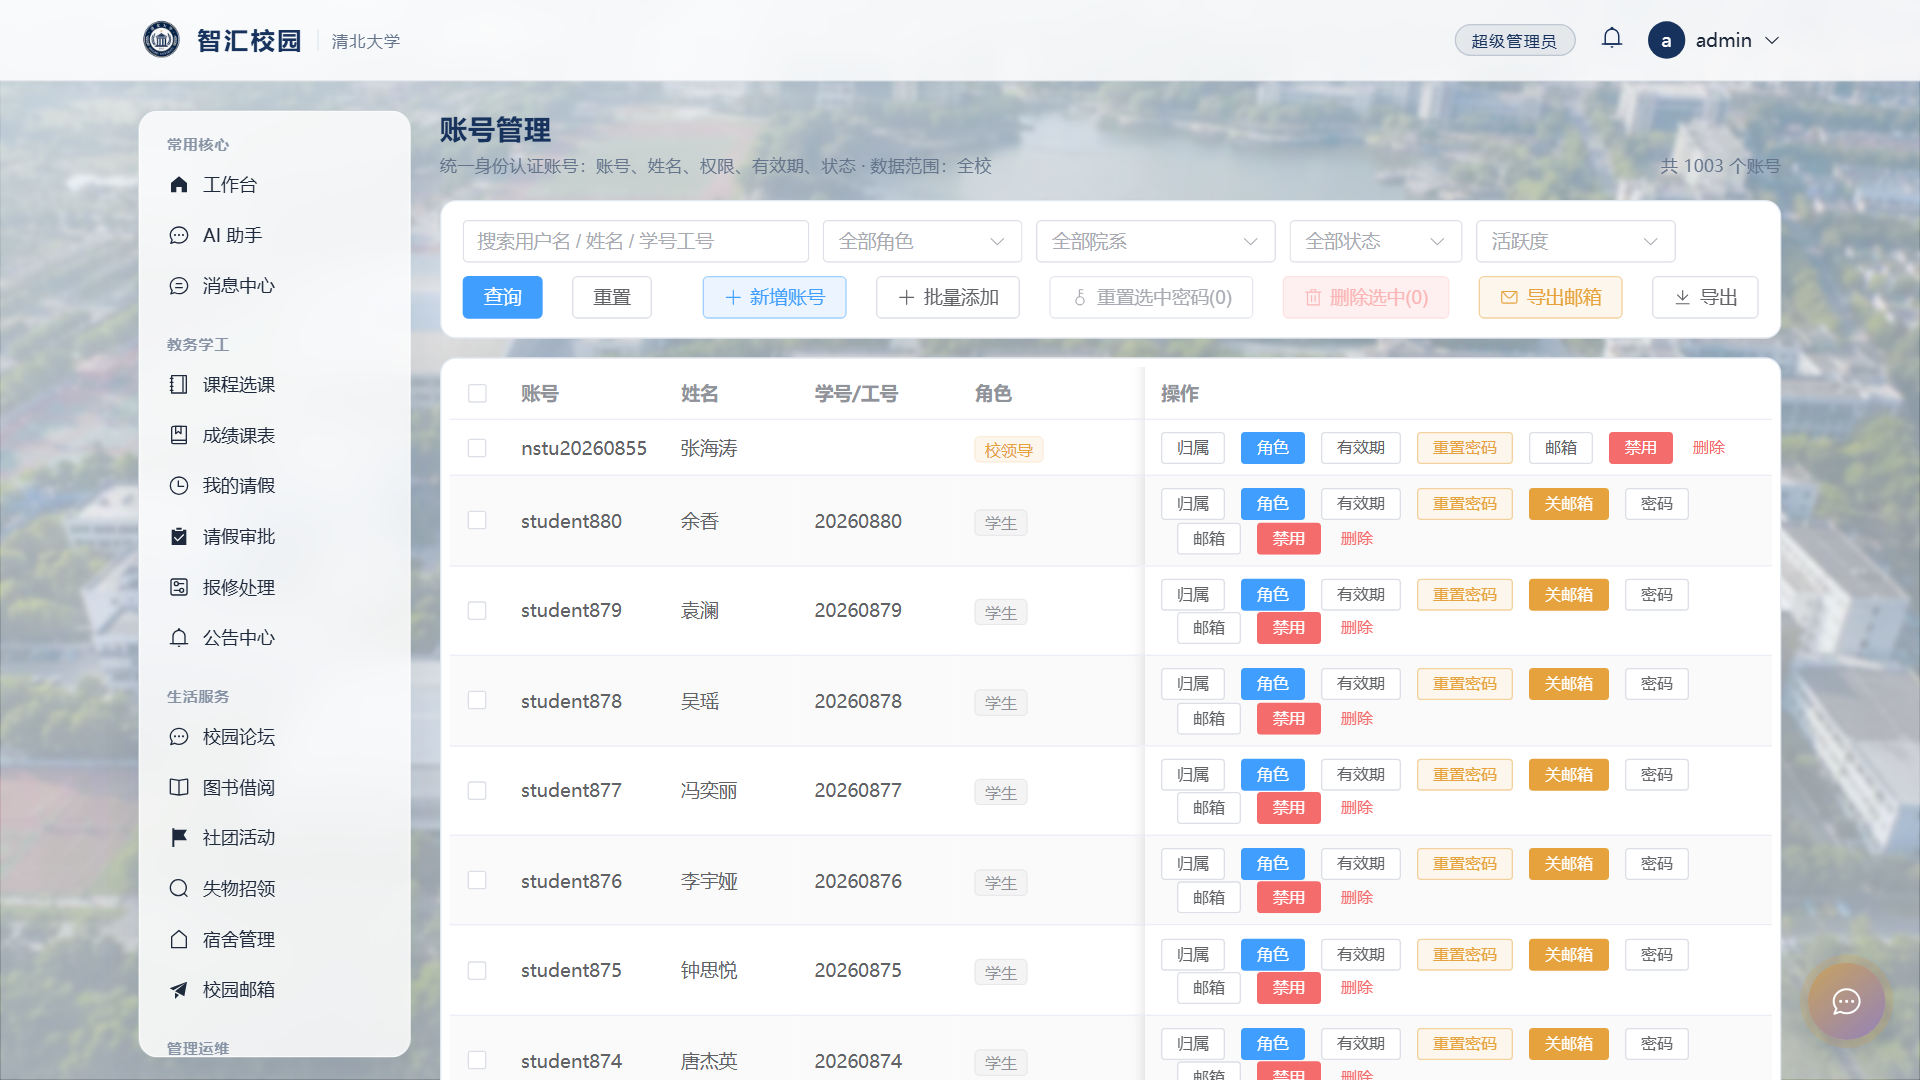 智汇校园
清北大学
超级管理员
a
admin
常用核心
工作台
AI 助手
消息中心
教务学工
课程选课
成绩课表
我的请假
请假审批
报修处理
公告中心
生活服务
校园论坛
图书借阅
社团活动
失物招领
宿舍管理
校园邮箱
管理运维
账号管理
统一身份认证账号：账号、姓名、权限、有效期、状态 · 数据范围：全校
共 1003 个账号
搜索用户名 / 姓名 / 学号工号
全部角色
全部院系
全部状态
活跃度
查询
重置
新增账号
批量添加
重置选中密码(0)
删除选中(0)
导出邮箱
导出
账号 姓名 学号/工号 角色 操作
nstu20260855 张海涛 校领导 归属 角色 有效期 重置密码 邮箱 禁用 删除
student880 余香 20260880 学生 归属 角色 有效期 重置密码 关邮箱 密码
邮箱 禁用 删除
student879 袁澜 20260879 学生 归属 角色 有效期 重置密码 关邮箱 密码
邮箱 禁用 删除
student878 吴瑶 20260878 学生 归属 角色 有效期 重置密码 关邮箱 密码
邮箱 禁用 删除
student877 冯奕丽 20260877 学生 归属 角色 有效期 重置密码 关邮箱 密码
邮箱 禁用 删除
student876 李宇娅 20260876 学生 归属 角色 有效期 重置密码 关邮箱 密码
邮箱 禁用 删除
student875 钟思悦 20260875 学生 归属 角色 有效期 重置密码 关邮箱 密码
邮箱 禁用 删除
student874 唐杰英 20260874 学生 归属 角色 有效期 重置密码 关邮箱 密码
邮箱 禁用 删除